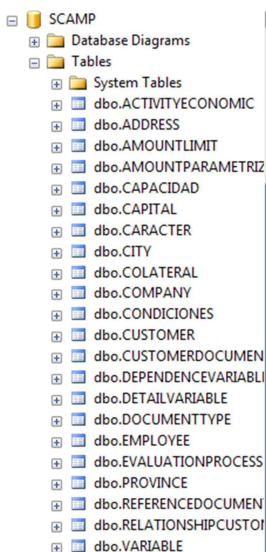 SCAMP
Database Diagrams
Tables
System Tables
dbo.ACTIVITYECONOMIC
dbo.ADDRESS
dbo.AMOUNTLIMIT
dbo.AMOUNTPARAMETRIZ
dbo.CAPACIDAD
dbo.CAPITAL
dbo.CARACTER
dbo.CITY
dbo.COLATERAL
dbo.COMPANY
dbo.CONDICIONES
dbo.CUSTOMER
dbo.CUSTOMERDOCUMEN
dbo.DEPENDENCEVARIABL
dbo.DETAILVARIABLE
dbo.DOCUMENTTYPE
dbo.EMPLOYEE
dbo.EVALUATIONPROCESS
dbo.PROVINCE
dbo.REFERENCEDOCUMEN
dbo.RELATIONSHIPCUSTO
dbo.VARIABLE